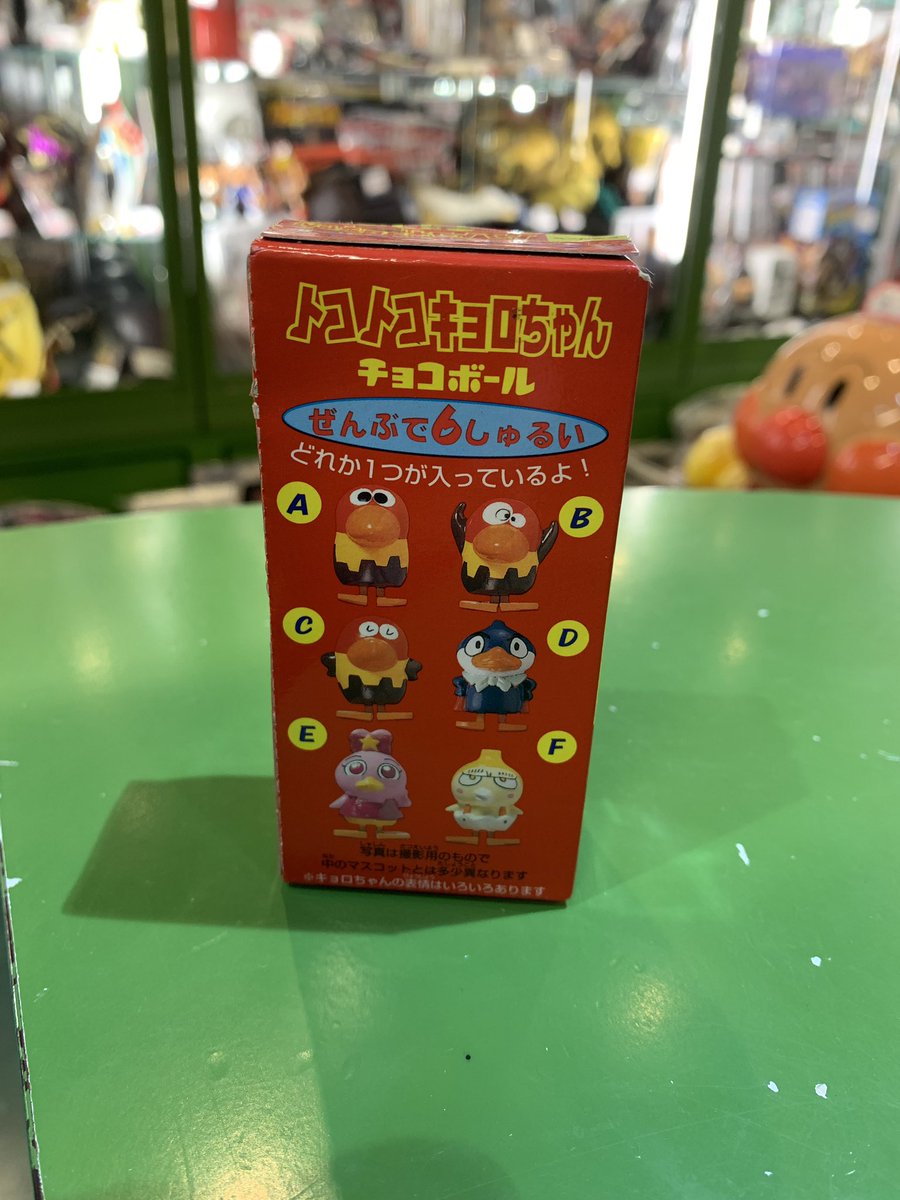 トコトコキョロちゃん
チョコボール
ぜんぶで6しゅるい
どれか1つが入っているよ!
A
B
C
D
E
F
写真は撮影用のもので
中のマスコットとは多少異なります
※キョロちゃんの表情はいろいろあります